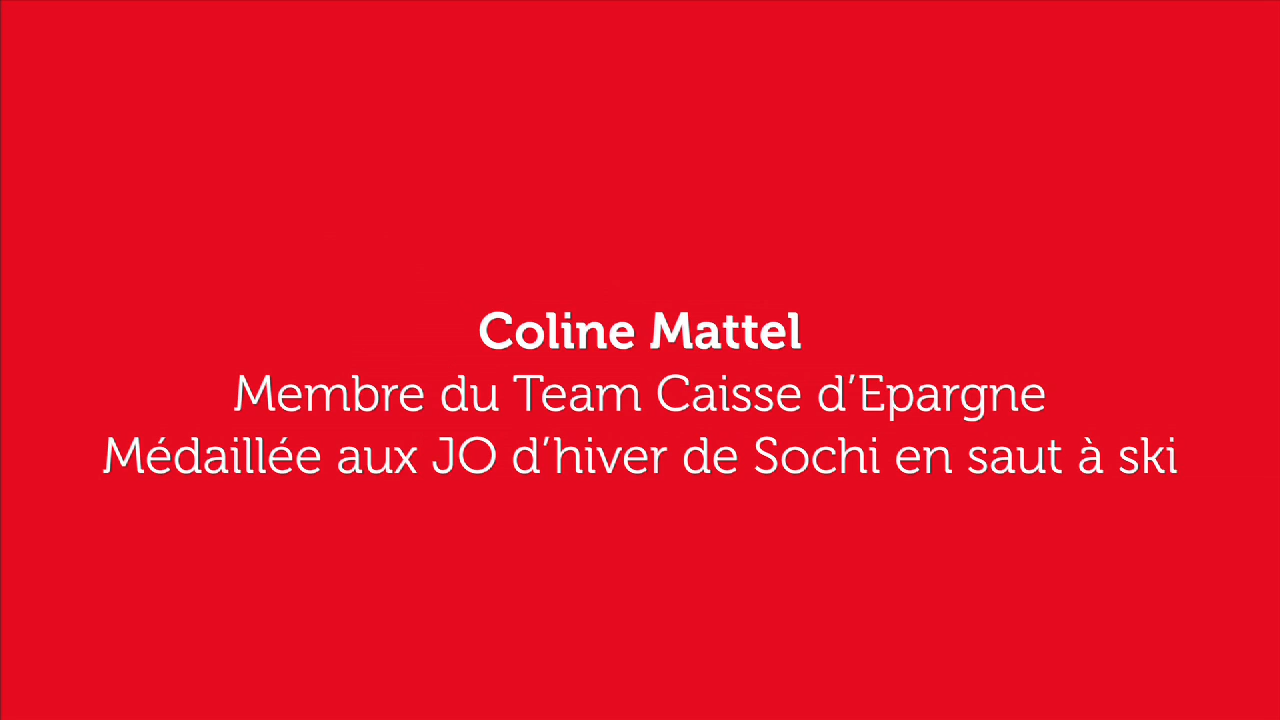 Coline Mattel
Membre du Team Caisse d’Epargne
Médaillée aux JO d’hiver de Sochi en saut à ski